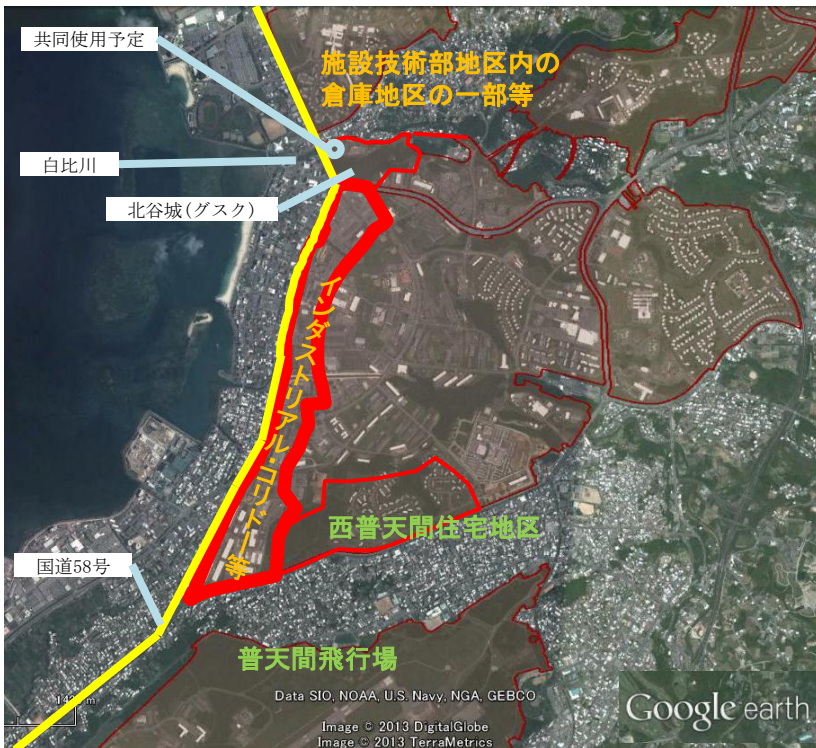 共同使用予定
施設技術部地区内の
倉庫地区の一部等
白比川
北谷城(グスク)
インダストリアル・コリドー等
西普天間住宅地区
国道58号
普天間飛行場
Data SIO, NOAA, U.S. Navy, NGA, GEBCO
Image © 2013 DigitalGlobe
Image © 2013 TerraMetrics
Google earth